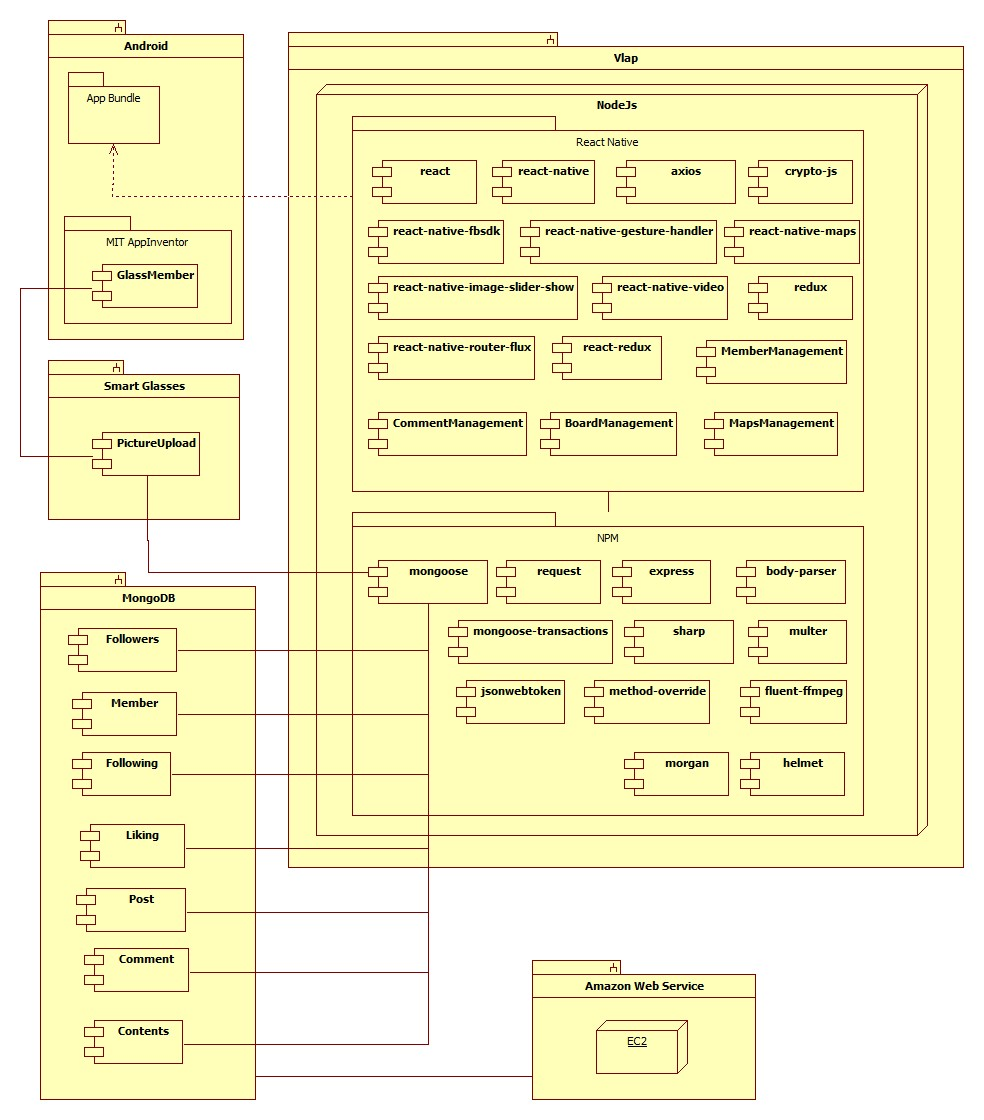 Android
App Bundle
MIT AppInventor
GlassMember
Smart Glasses
PictureUpload
MongoDB
Followers
Member
Following
Liking
Post
Comment
Contents
Vlap
NodeJs
React Native
react
react-native
axios
crypto-js
react-native-fbsdk
react-native-gesture-handler
react-native-maps
react-native-image-slider-show
react-native-video
redux
react-native-router-flux
react-redux
MemberManagement
CommentManagement
BoardManagement
MapsManagement
NPM
mongoose
request
express
body-parser
mongoose-transactions
sharp
multer
jsonwebtoken
method-override
fluent-ffmpeg
morgan
helmet
Amazon Web Service
EC2